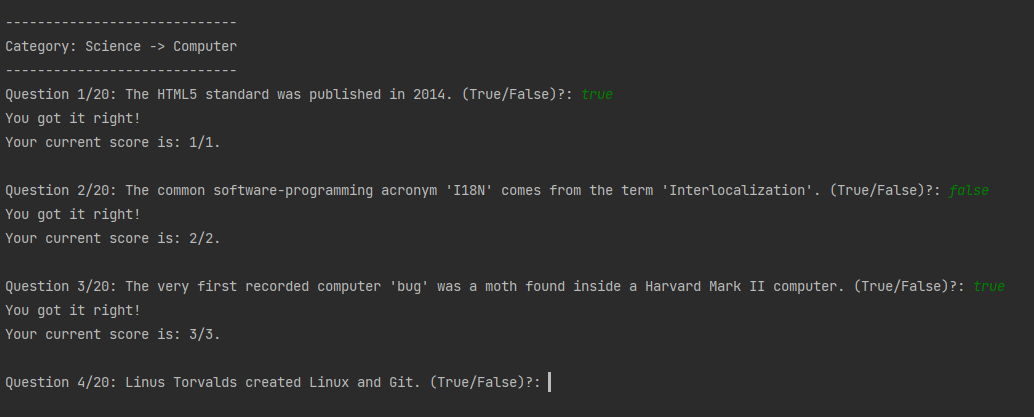 -----------------------------
Category: Science -> Computer
-----------------------------
Question 1/20: The HTML5 standard was published in 2014. (True/False)?: true
You got it right!
Your current score is: 1/1.
Question 2/20: The common software-programming acronym 'I18N' comes from the term 'Interlocalization'. (True/False)?: false
You got it right!
Your current score is: 2/2.
Question 3/20: The very first recorded computer 'bug' was a moth found inside a Harvard Mark II computer. (True/False)?: true
You got it right!
Your current score is: 3/3.
Question 4/20: Linus Torvalds created Linux and Git. (True/False)?: